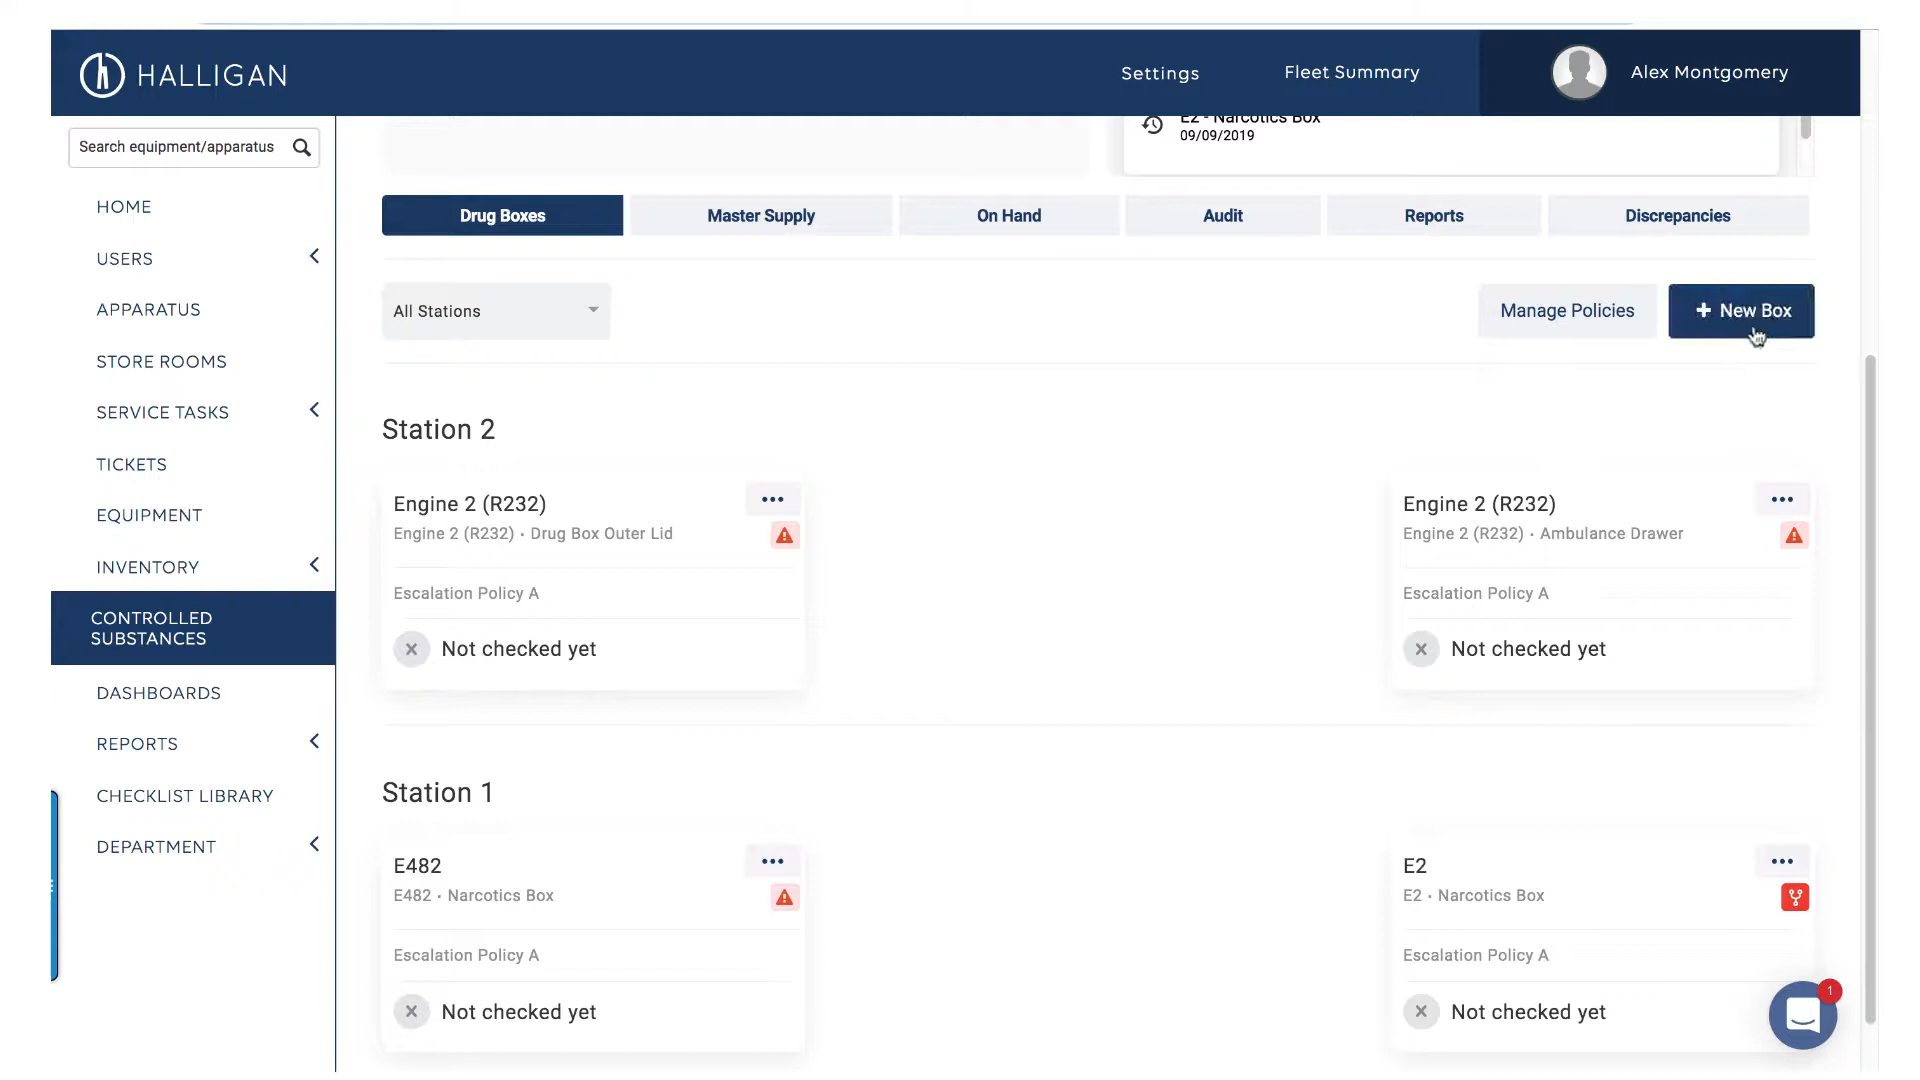 HALLIGAN
Settings
Fleet Summary
Alex Montgomery
Search equipment/apparatus
E2 - Narcotics Box
09/09/2019
HOME
USERS
APPARATUS
STORE ROOMS
SERVICE TASKS
TICKETS
EQUIPMENT
INVENTORY
CONTROLLED
SUBSTANCES
DASHBOARDS
REPORTS
CHECKLIST LIBRARY
DEPARTMENT
Drug Boxes
Master Supply
On Hand
Audit
Reports
Discrepancies
All Stations
Manage Policies
+ New Box
Station 2
Engine 2 (R232)
Engine 2 (R232) • Drug Box Outer Lid
Escalation Policy A
Not checked yet
Engine 2 (R232)
Engine 2 (R232) • Ambulance Drawer
Escalation Policy A
Not checked yet
Station 1
E482
E482 • Narcotics Box
Escalation Policy A
Not checked yet
E2
E2 • Narcotics Box
Escalation Policy A
Not checked yet
1